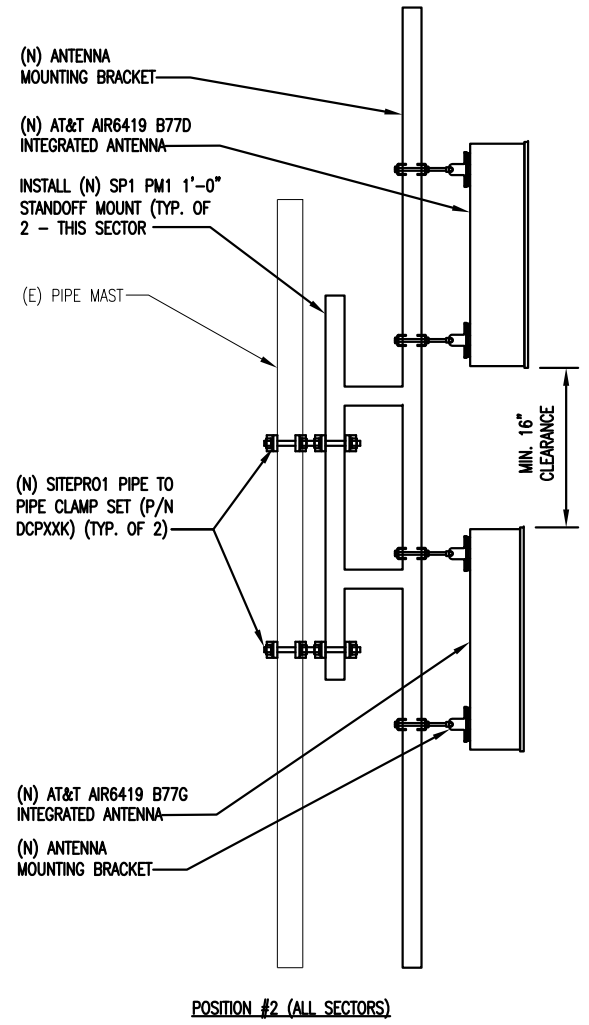 (N) ANTENNA
MOUNTING BRACKET
(N) AT&T AIR6419 B77D
INTEGRATED ANTENNA
INSTALL (N) SP1 PM1 1'-0"
STANDOFF MOUNT (TYP. OF
2 - THIS SECTOR
(E) PIPE MAST
MIN. 16"
CLEARANCE
(N) SITEPRO1 PIPE TO
PIPE CLAMP SET (P/N
DCPXXK) (TYP. OF 2)
(N) AT&T AIR6419 B77G
INTEGRATED ANTENNA
(N) ANTENNA
MOUNTING BRACKET
POSITION #2 (ALL SECTORS)